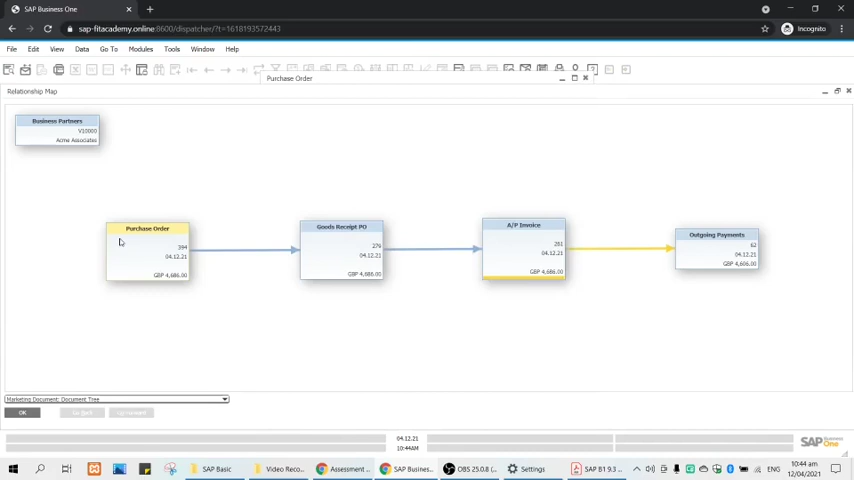 SAP Business One
sap-fitacademy.online:8600/dispatcher/?t=1618193572443
Incognito
File Edit View Data Go To Modules Tools Window Help
Purchase Order
Relationship Map
Business Partners
V10000
Acme Associates
Purchase Order
394
04.12.21
GBP 4,686.00
Goods Receipt PO
279
04.12.21
GBP 4,686.00
A/P Invoice
261
04.12.21
GBP 4,686.00
Outgoing Payments
62
04.12.21
GBP 4,606.00
Marketing Document: Document Tree
OK
Go Back
04.12.21
10:44AM
SAP Business
One
SAP Basic
Video Reco...
Assessment ...
SAP Busines...
OBS 25.0.8 (...
Settings
SAP B1 9.3 ...
ENG
10:44 am
12/04/2021